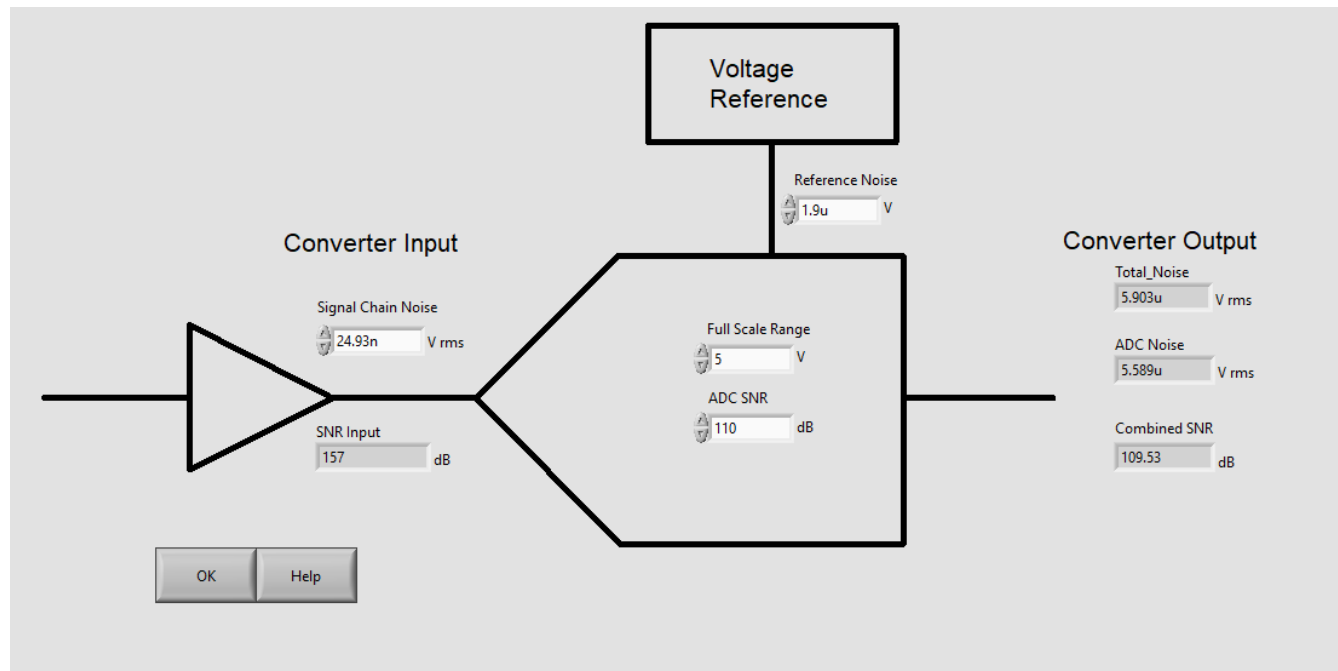 Voltage
Reference
Reference Noise
1.9u V
Converter Input
Signal Chain Noise
24.93n V rms
SNR Input
157 dB
Full Scale Range
5 V
ADC SNR
110 dB
Converter Output
Total_Noise
5.903u V rms
ADC Noise
5.589u V rms
Combined SNR
109.53 dB
OK Help